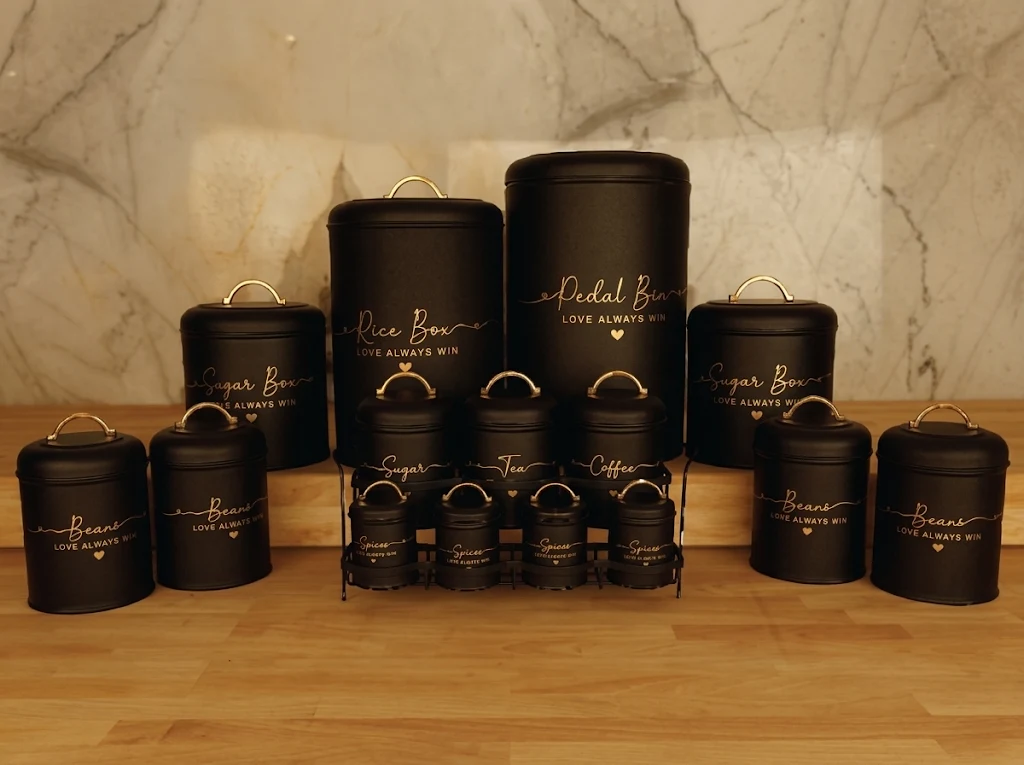 Pedal Bin
LOVE ALWAYS WIN
Rice Box
LOVE ALWAYS WIN
Sugar Box
LOVE ALWAYS WIN
Sugar Box
LOVE ALWAYS WIN
Sugar
Tea
Coffee
Beans
LOVE ALWAYS WIN
Beans
LOVE ALWAYS WIN
Beans
LOVE ALWAYS WIN
Beans
LOVE ALWAYS WIN
Spices
Spices
Spices
Spices